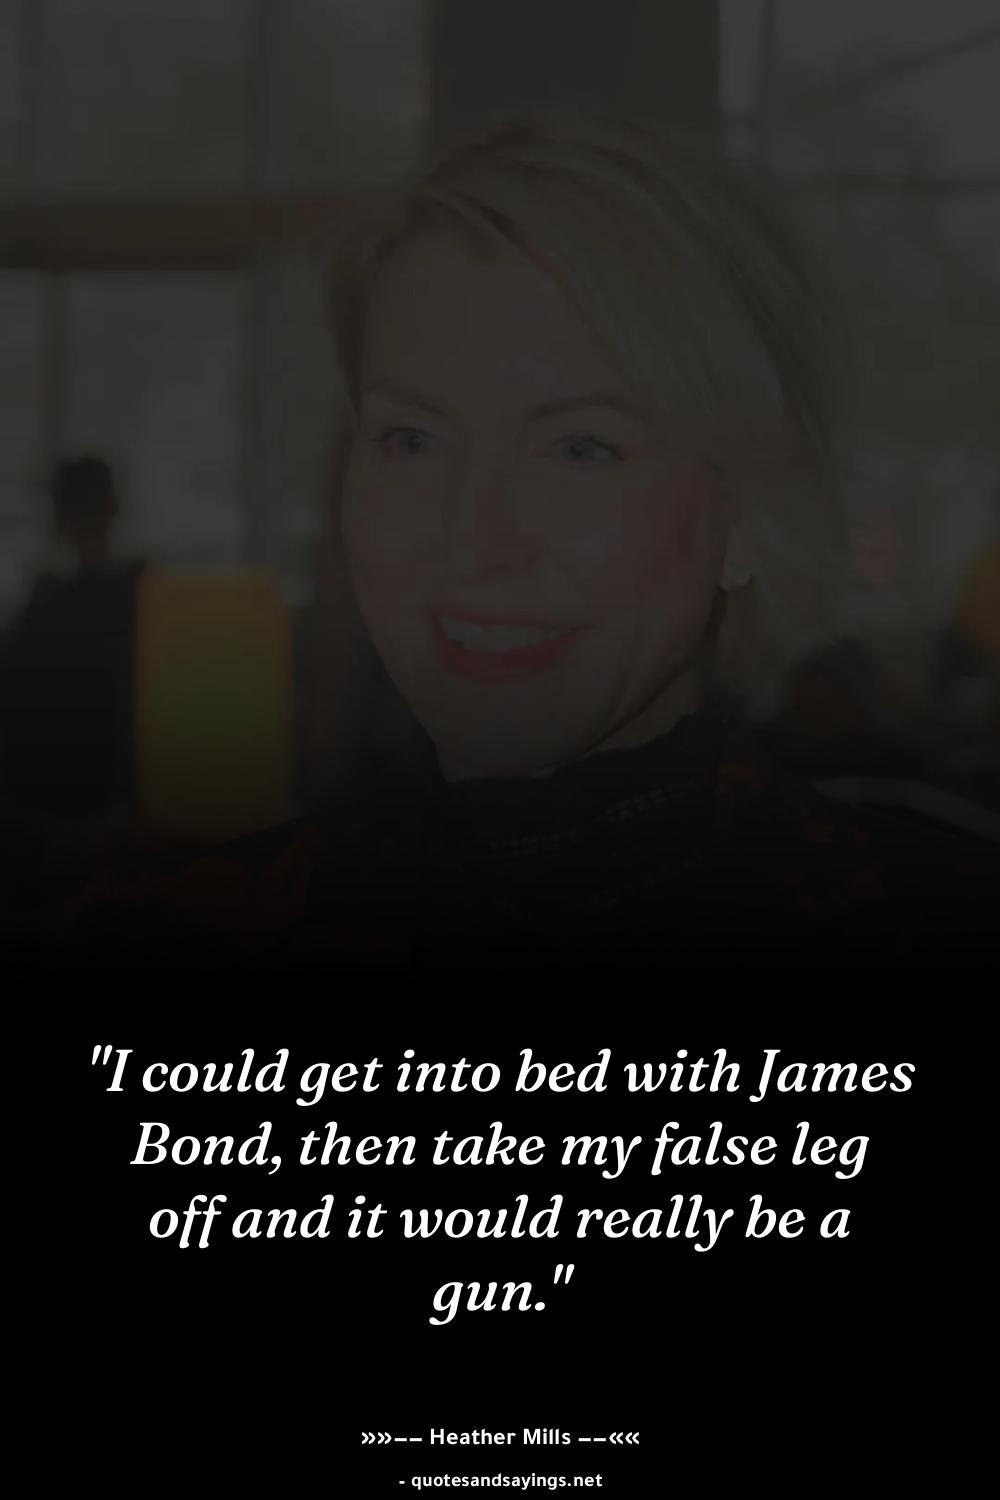 "I could get into bed with James
Bond, then take my false leg
off and it would really be a
gun."
»»–– Heather Mills ––««
- quotesandsayings.net